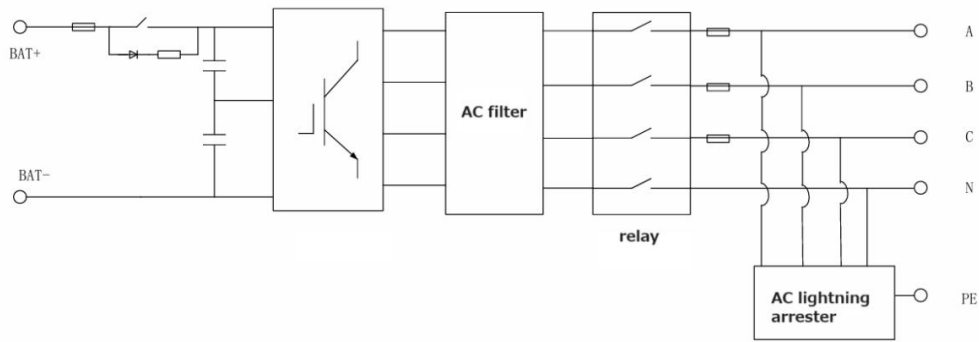 BAT+
BAT-
AC filter
relay
A
B
C
N
AC lightning
arrester
PE